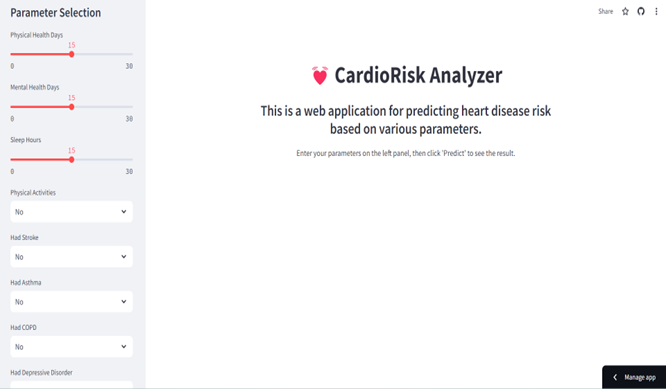 Parameter Selection
Physical Health Days
15
0 30
Mental Health Days
15
0 30
Sleep Hours
15
0 30
Physical Activities
No
Had Stroke
No
Had Asthma
No
Had COPD
No
Had Depressive Disorder
Share
CardioRisk Analyzer
This is a web application for predicting heart disease risk
based on various parameters.
Enter your parameters on the left panel, then click 'Predict' to see the result.
Manage app